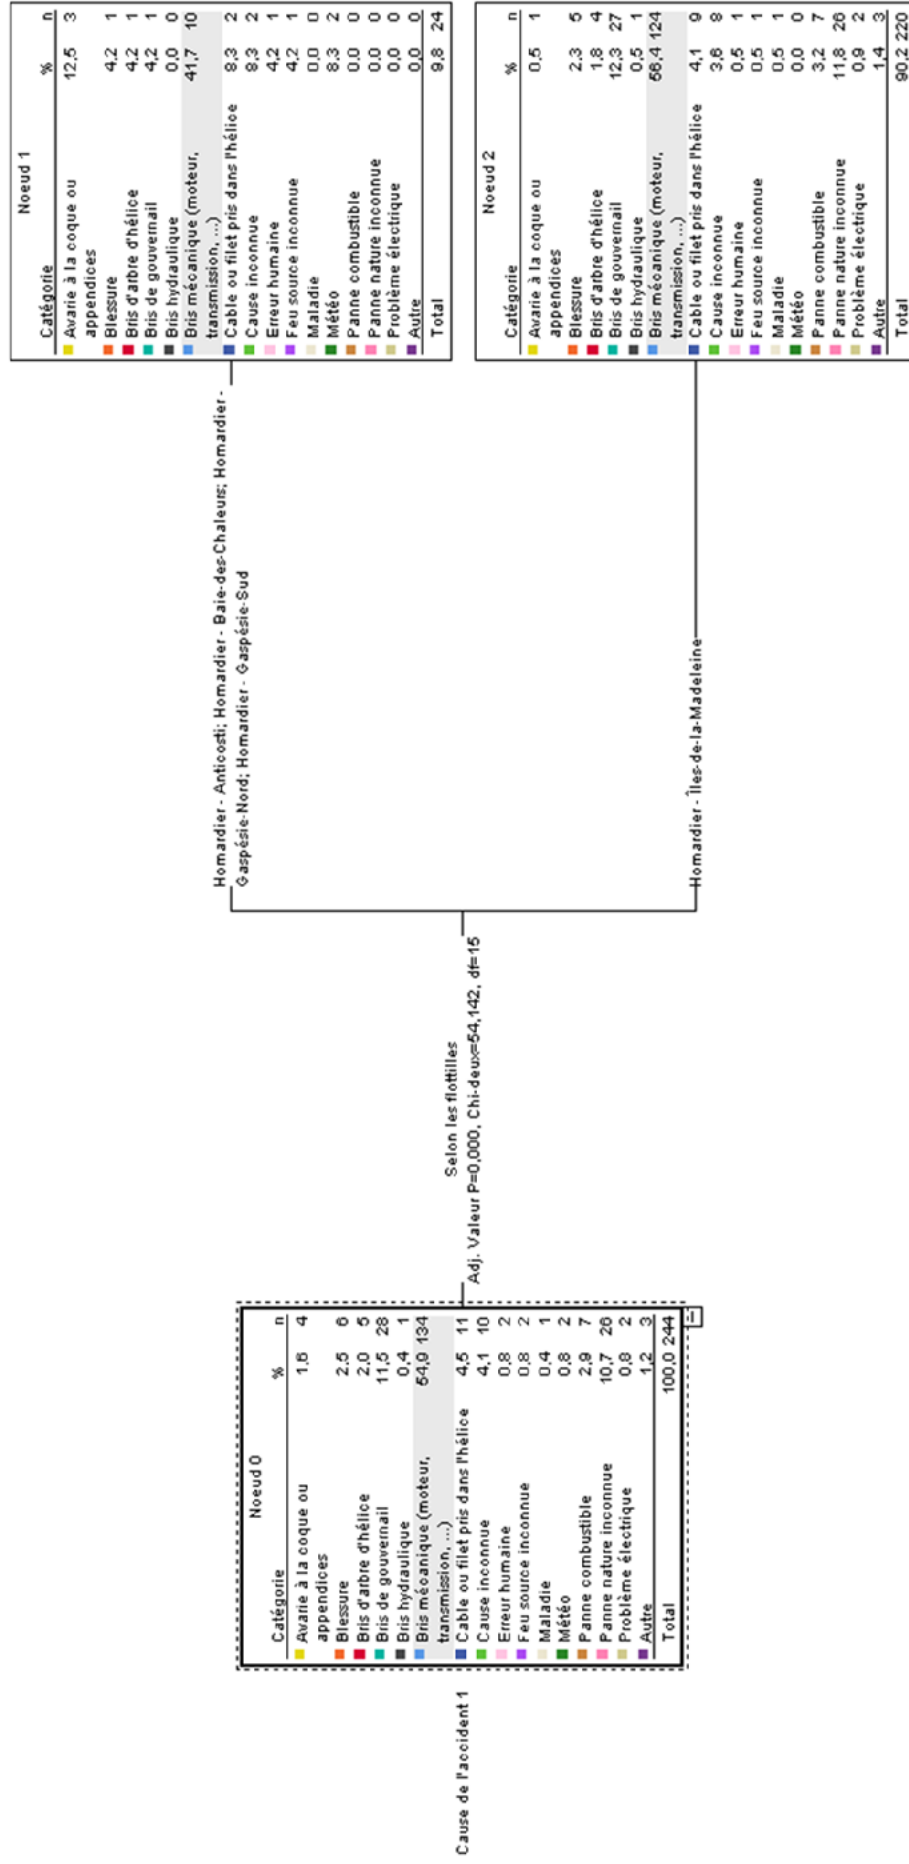 Cause de l'accident 1
Noeud 0
Catégorie % n
Avarie à la coque ou 1,6 4
appendices
Blessure 2,5 6
Bris d'arbre d'hélice 2,0 5
Bris de gouvernail 11,5 28
Bris hydraulique 0,4 1
Bris mécanique (moteur, 54,9 134
transmission, ...)
Cable ou filet pris dans l'hélice 4,5 11
Cause inconnue 4,1 10
Erreur humaine 0,8 2
Feu source inconnue 0,8 2
Maladie 0,4 1
Météo 0,8 2
Panne combustible 2,9 7
Panne nature inconnue 10,7 26
Problème électrique 0,8 2
Autre 1,2 3
Total 100,0 244
Selon les flottilles
Adj. Valeur P=0,000, Chi-deux=54,142, df=15
Homardier - Anticosti; Homardier - Baie-des-Chaleurs; Homardier -
Gaspésie-Nord; Homardier - Gaspésie-Sud
Noeud 1
Catégorie % n
Avarie à la coque ou 12,5 3
appendices
Blessure 4,2 1
Bris d'arbre d'hélice 4,2 1
Bris de gouvernail 4,2 1
Bris hydraulique 0,0 0
Bris mécanique (moteur, 41,7 10
transmission, ...)
Cable ou filet pris dans l'hélice 8,3 2
Cause inconnue 8,3 2
Erreur humaine 4,2 1
Feu source inconnue 4,2 1
Maladie 0,0 0
Météo 8,3 2
Panne combustible 0,0 0
Panne nature inconnue 0,0 0
Problème électrique 0,0 0
Autre 0,0 0
Total 9,8 24
Homardier - Îles-de-la-Madeleine
Noeud 2
Catégorie % n
Avarie à la coque ou 0,5 1
appendices
Blessure 2,3 5
Bris d'arbre d'hélice 1,8 4
Bris de gouvernail 12,3 27
Bris hydraulique 0,5 1
Bris mécanique (moteur, 56,4 124
transmission, ...)
Cable ou filet pris dans l'hélice 4,1 9
Cause inconnue 3,6 8
Erreur humaine 0,5 1
Feu source inconnue 0,5 1
Maladie 0,5 1
Météo 0,0 0
Panne combustible 3,2 7
Panne nature inconnue 11,8 26
Problème électrique 0,9 2
Autre 1,4 3
Total 90,2 220